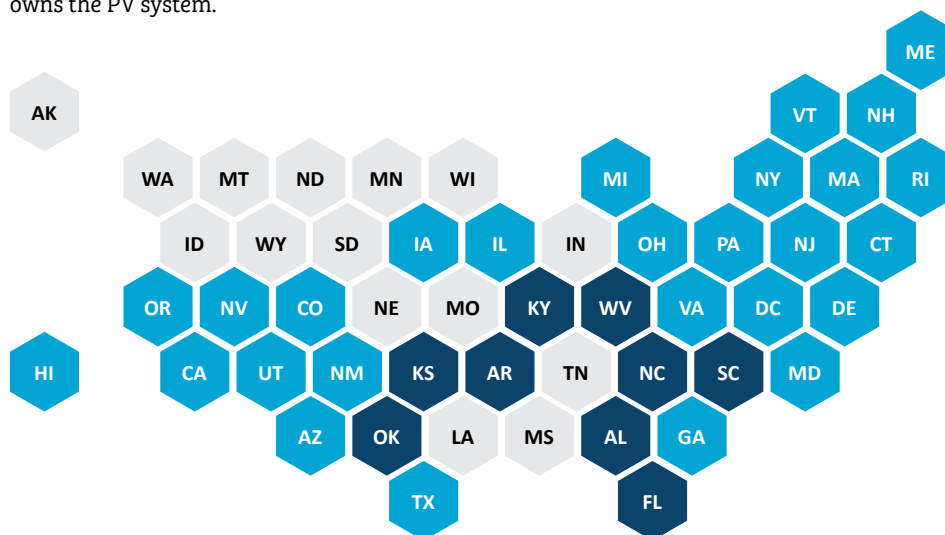 owns the PV system.
ME
AK
VT NH
WA MT ND MN WI MI NY MA RI
ID WY SD IA IL IN OH PA NJ CT
OR NV CO NE MO KY WV VA DC DE
HI CA UT NM KS AR TN NC SC MD
AZ OK LA MS AL GA
TX FL